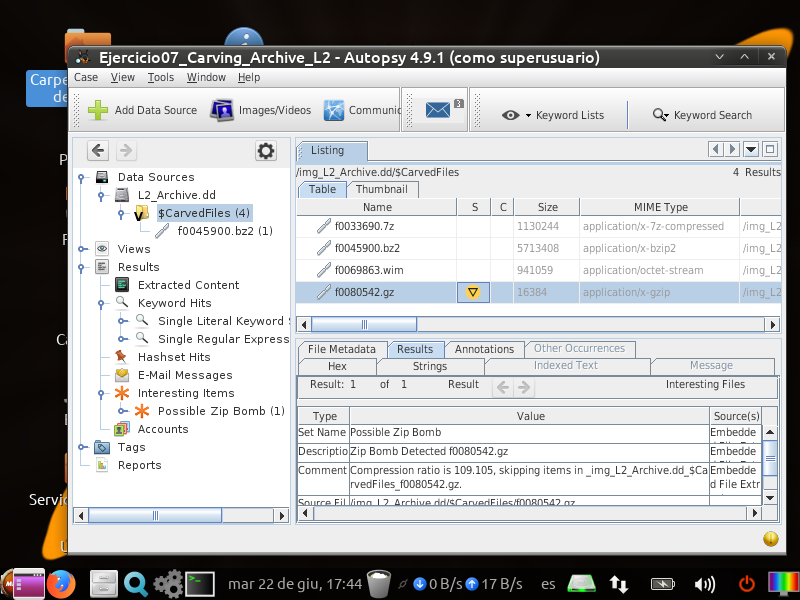 Carpe
de
Ejercicio07_Carving_Archive_L2 - Autopsy 4.9.1 (como superusuario)
Case View Tools Window Help
Add Data Source Images/Videos Communic 3 Keyword Lists Keyword Search
Listing
/img_L2_Archive.dd/$CarvedFiles 4 Results
Table Thumbnail
Name S C Size MIME Type
f0033690.7z 1130244 application/x-7z-compressed /img_L2
f0045900.bz2 5713408 application/x-bzip2 /img_L2
f0069863.wim 941059 application/octet-stream /img_L2
f0080542.gz 16384 application/x-gzip /img_L2
Data Sources
L2_Archive.dd
$CarvedFiles (4)
f0045900.bz2 (1)
Views
Results
Extracted Content
Keyword Hits
Single Literal Keyword S
Single Regular Express
Hashset Hits
E-Mail Messages
Interesting Items
Possible Zip Bomb (1)
Accounts
Tags
Reports
File Metadata Results Annotations Other Occurrences
Hex Strings Indexed Text Message
Result: 1 of 1 Result Interesting Files
Type Value Source(s)
Set Name Possible Zip Bomb Embedde
Descriptio Zip Bomb Detected f0080542.gz Embedde
Comment Compression ratio is 109.105, skipping items in _img_L2_Archive.dd_$Ca Embedde
rvedFiles_f0080542.gz. d File Extr
Source Fil /img_L2_Archive.dd/$CarvedFiles/f0080542.gz
Servic
mar 22 de giu, 17:44 0 B/s 17 B/s es